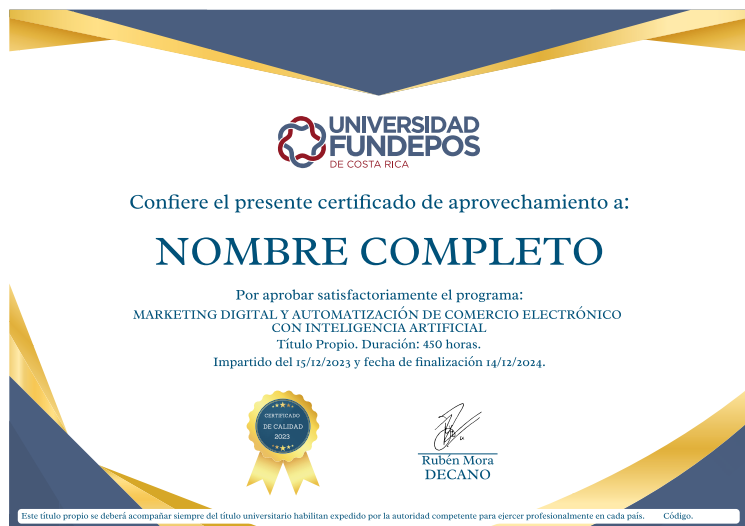 UNIVERSIDAD
FUNDEPOS
DE COSTA RICA
Confiere el presente certificado de aprovechamiento a:
NOMBRE COMPLETO
Por aprobar satisfactoriamente el programa:
MARKETING DIGITAL Y AUTOMATIZACIÓN DE COMERCIO ELECTRÓNICO
CON INTELIGENCIA ARTIFICIAL
Título Propio. Duración: 450 horas.
Impartido del 15/12/2023 y fecha de finalización 14/12/2024.
CERTIFICADO
DE CALIDAD
2023
Rubén Mora
DECANO
Este título propio se deberá acompañar siempre del título universitario habilitan expedido por la autoridad competente para ejercer profesionalmente en cada país. Código.